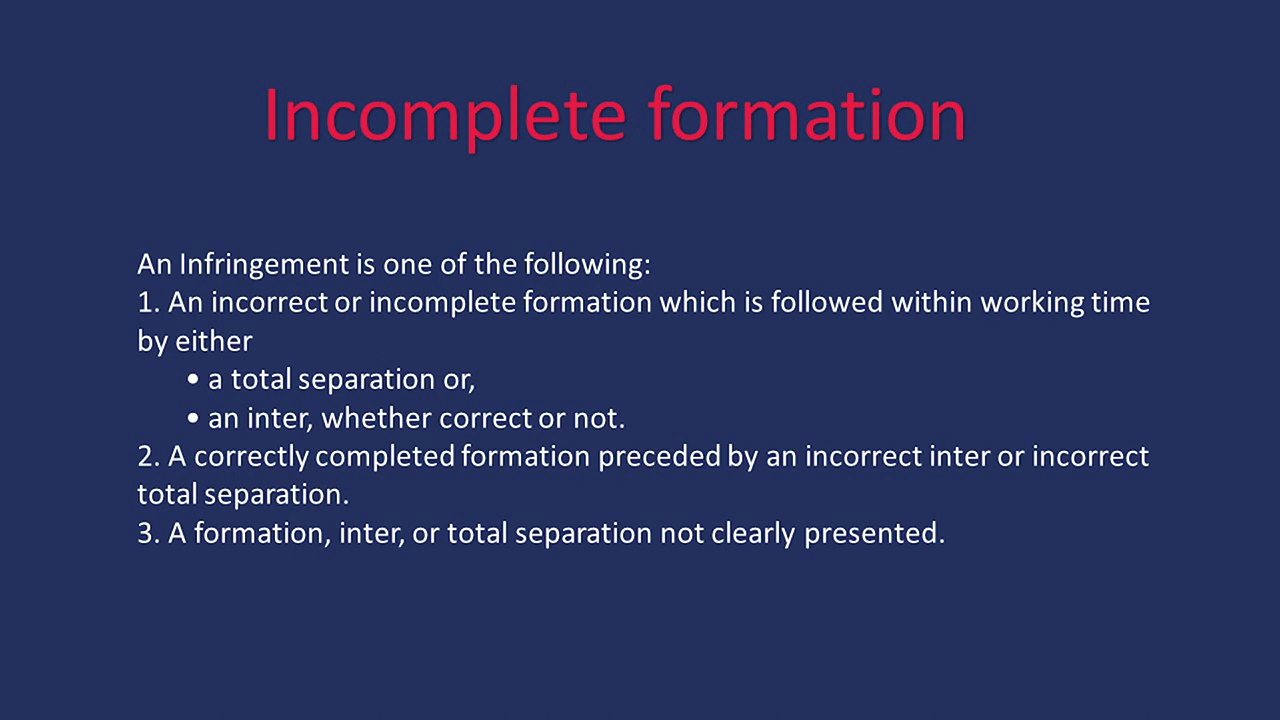 Incomplete formation
An Infringement is one of the following:
1. An incorrect or incomplete formation which is followed within working time
by either
• a total separation or,
• an inter, whether correct or not.
2. A correctly completed formation preceded by an incorrect inter or incorrect
total separation.
3. A formation, inter, or total separation not clearly presented.